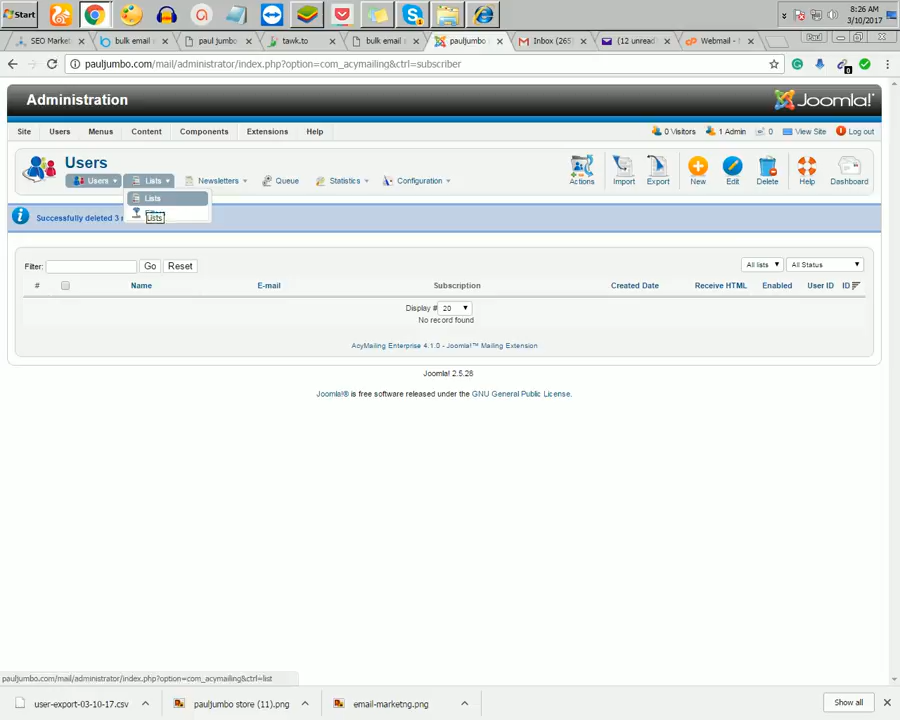 Start
8:26 AM
3/10/2017
SEO Market
bulk email
paul jumbo
tawk.to
bulk email
pauljumbo
Inbox (265
(12 unread)
Webmail -
Paul
pauljumbo.com/mail/administrator/index.php?option=com_acymailing&ctrl=subscriber
Administration
Joomla!
Site Users Menus Content Components Extensions Help
0 Visitors 1 Admin 0 View Site Log out
Users
Users Lists Newsletters Queue Statistics Configuration
Actions Import Export New Edit Delete Help Dashboard
Lists
Lists
Successfully deleted 3
Filter: Go Reset
All lists All Status
# Name E-mail Subscription Created Date Receive HTML Enabled User ID ID
Display # 20
No record found
AcyMailing Enterprise 4.1.0 - Joomla!™ Mailing Extension
Joomla! 2.5.28
Joomla!® is free software released under the GNU General Public License.
pauljumbo.com/mail/administrator/index.php?option=com_acymailing&ctrl=list
user-export-03-10-17.csv
pauljumbo store (11).png
email-marketng.png
Show all